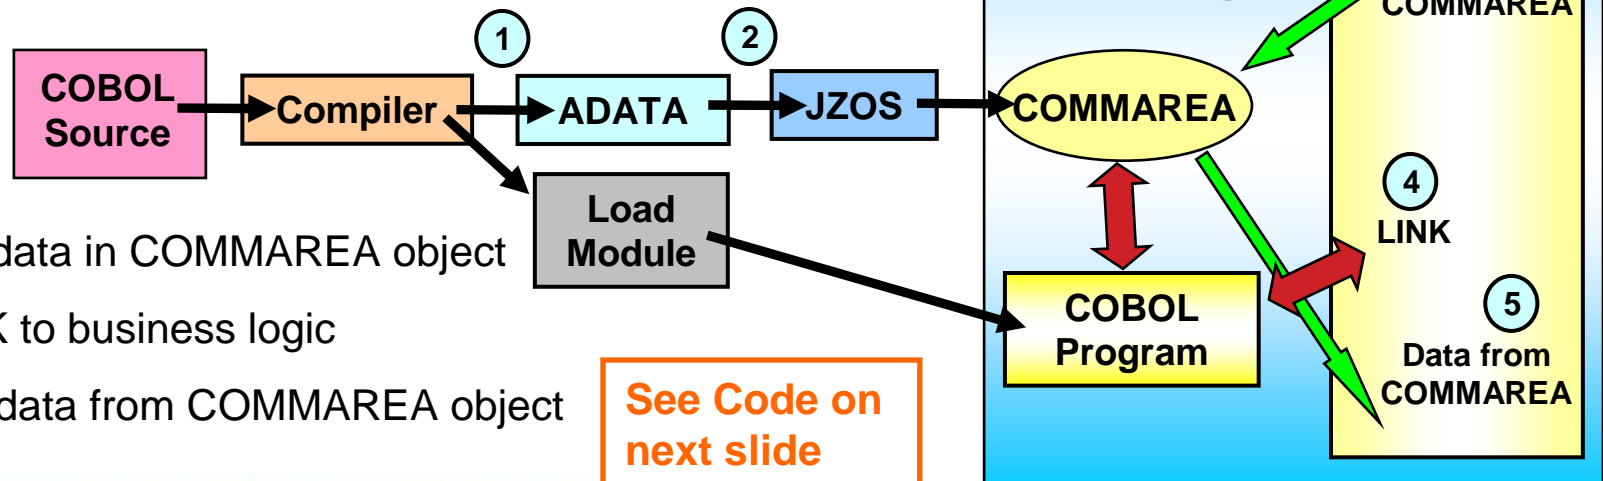 1
2
COMMAREA
COBOL
Source
Compiler
ADATA
JZOS
COMMAREA
Load
Module
4
LINK
data in COMMAREA object
K to business logic
data from COMMAREA object
COBOL
Program
5
Data from
COMMAREA
See Code on
next slide